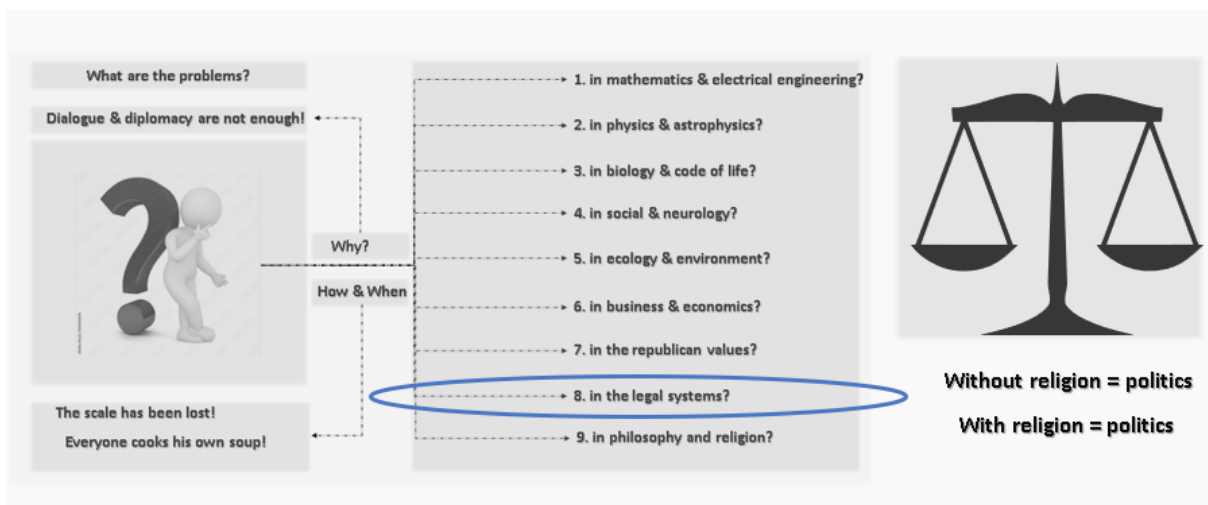 What are the problems?
Dialogue & diplomacy are not enough!
Why?
How & When
The scale has been lost!
Everyone cooks his own soup!
1. in mathematics & electrical engineering?
2. in physics & astrophysics?
3. in biology & code of life?
4. in social & neurology?
5. in ecology & environment?
6. in business & economics?
7. in the republican values?
8. in the legal systems?
9. in philosophy and religion?
Without religion = politics
With religion = politics